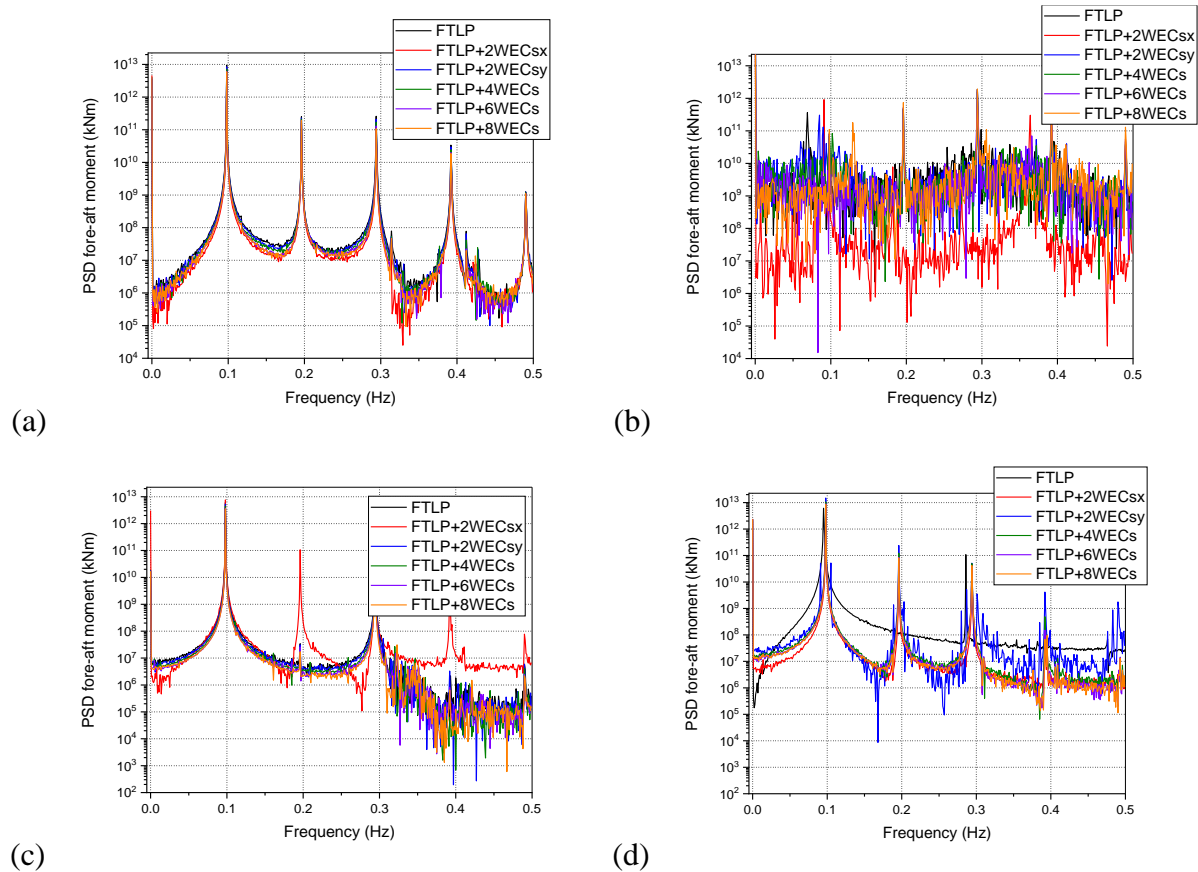 FTLP
FTLP+2WECsx
FTLP+2WECsy
FTLP+4WECs
FTLP+6WECs
FTLP+8WECs
PSD fore-aft moment (kNm)
10^13
10^12
10^11
10^10
10^9
10^8
10^7
10^6
10^5
10^4
0.0 0.1 0.2 0.3 0.4 0.5
Frequency (Hz)
(a)
FTLP
FTLP+2WECsx
FTLP+2WECsy
FTLP+4WECs
FTLP+6WECs
FTLP+8WECs
PSD fore-aft moment (kNm)
10^13
10^12
10^11
10^10
10^9
10^8
10^7
10^6
10^5
10^4
0.0 0.1 0.2 0.3 0.4 0.5
Frequency (Hz)
(b)
FTLP
FTLP+2WECsx
FTLP+2WECsy
FTLP+4WECs
FTLP+6WECs
FTLP+8WECs
PSD fore-aft moment (kNm)
10^13
10^12
10^11
10^10
10^9
10^8
10^7
10^6
10^5
10^4
10^3
10^2
0.0 0.1 0.2 0.3 0.4 0.5
Frequency (Hz)
(c)
FTLP
FTLP+2WECsx
FTLP+2WECsy
FTLP+4WECs
FTLP+6WECs
FTLP+8WECs
PSD fore-aft moment (kNm)
10^13
10^12
10^11
10^10
10^9
10^8
10^7
10^6
10^5
10^4
10^3
10^2
0.0 0.1 0.2 0.3 0.4 0.5
Frequency (Hz)
(d)